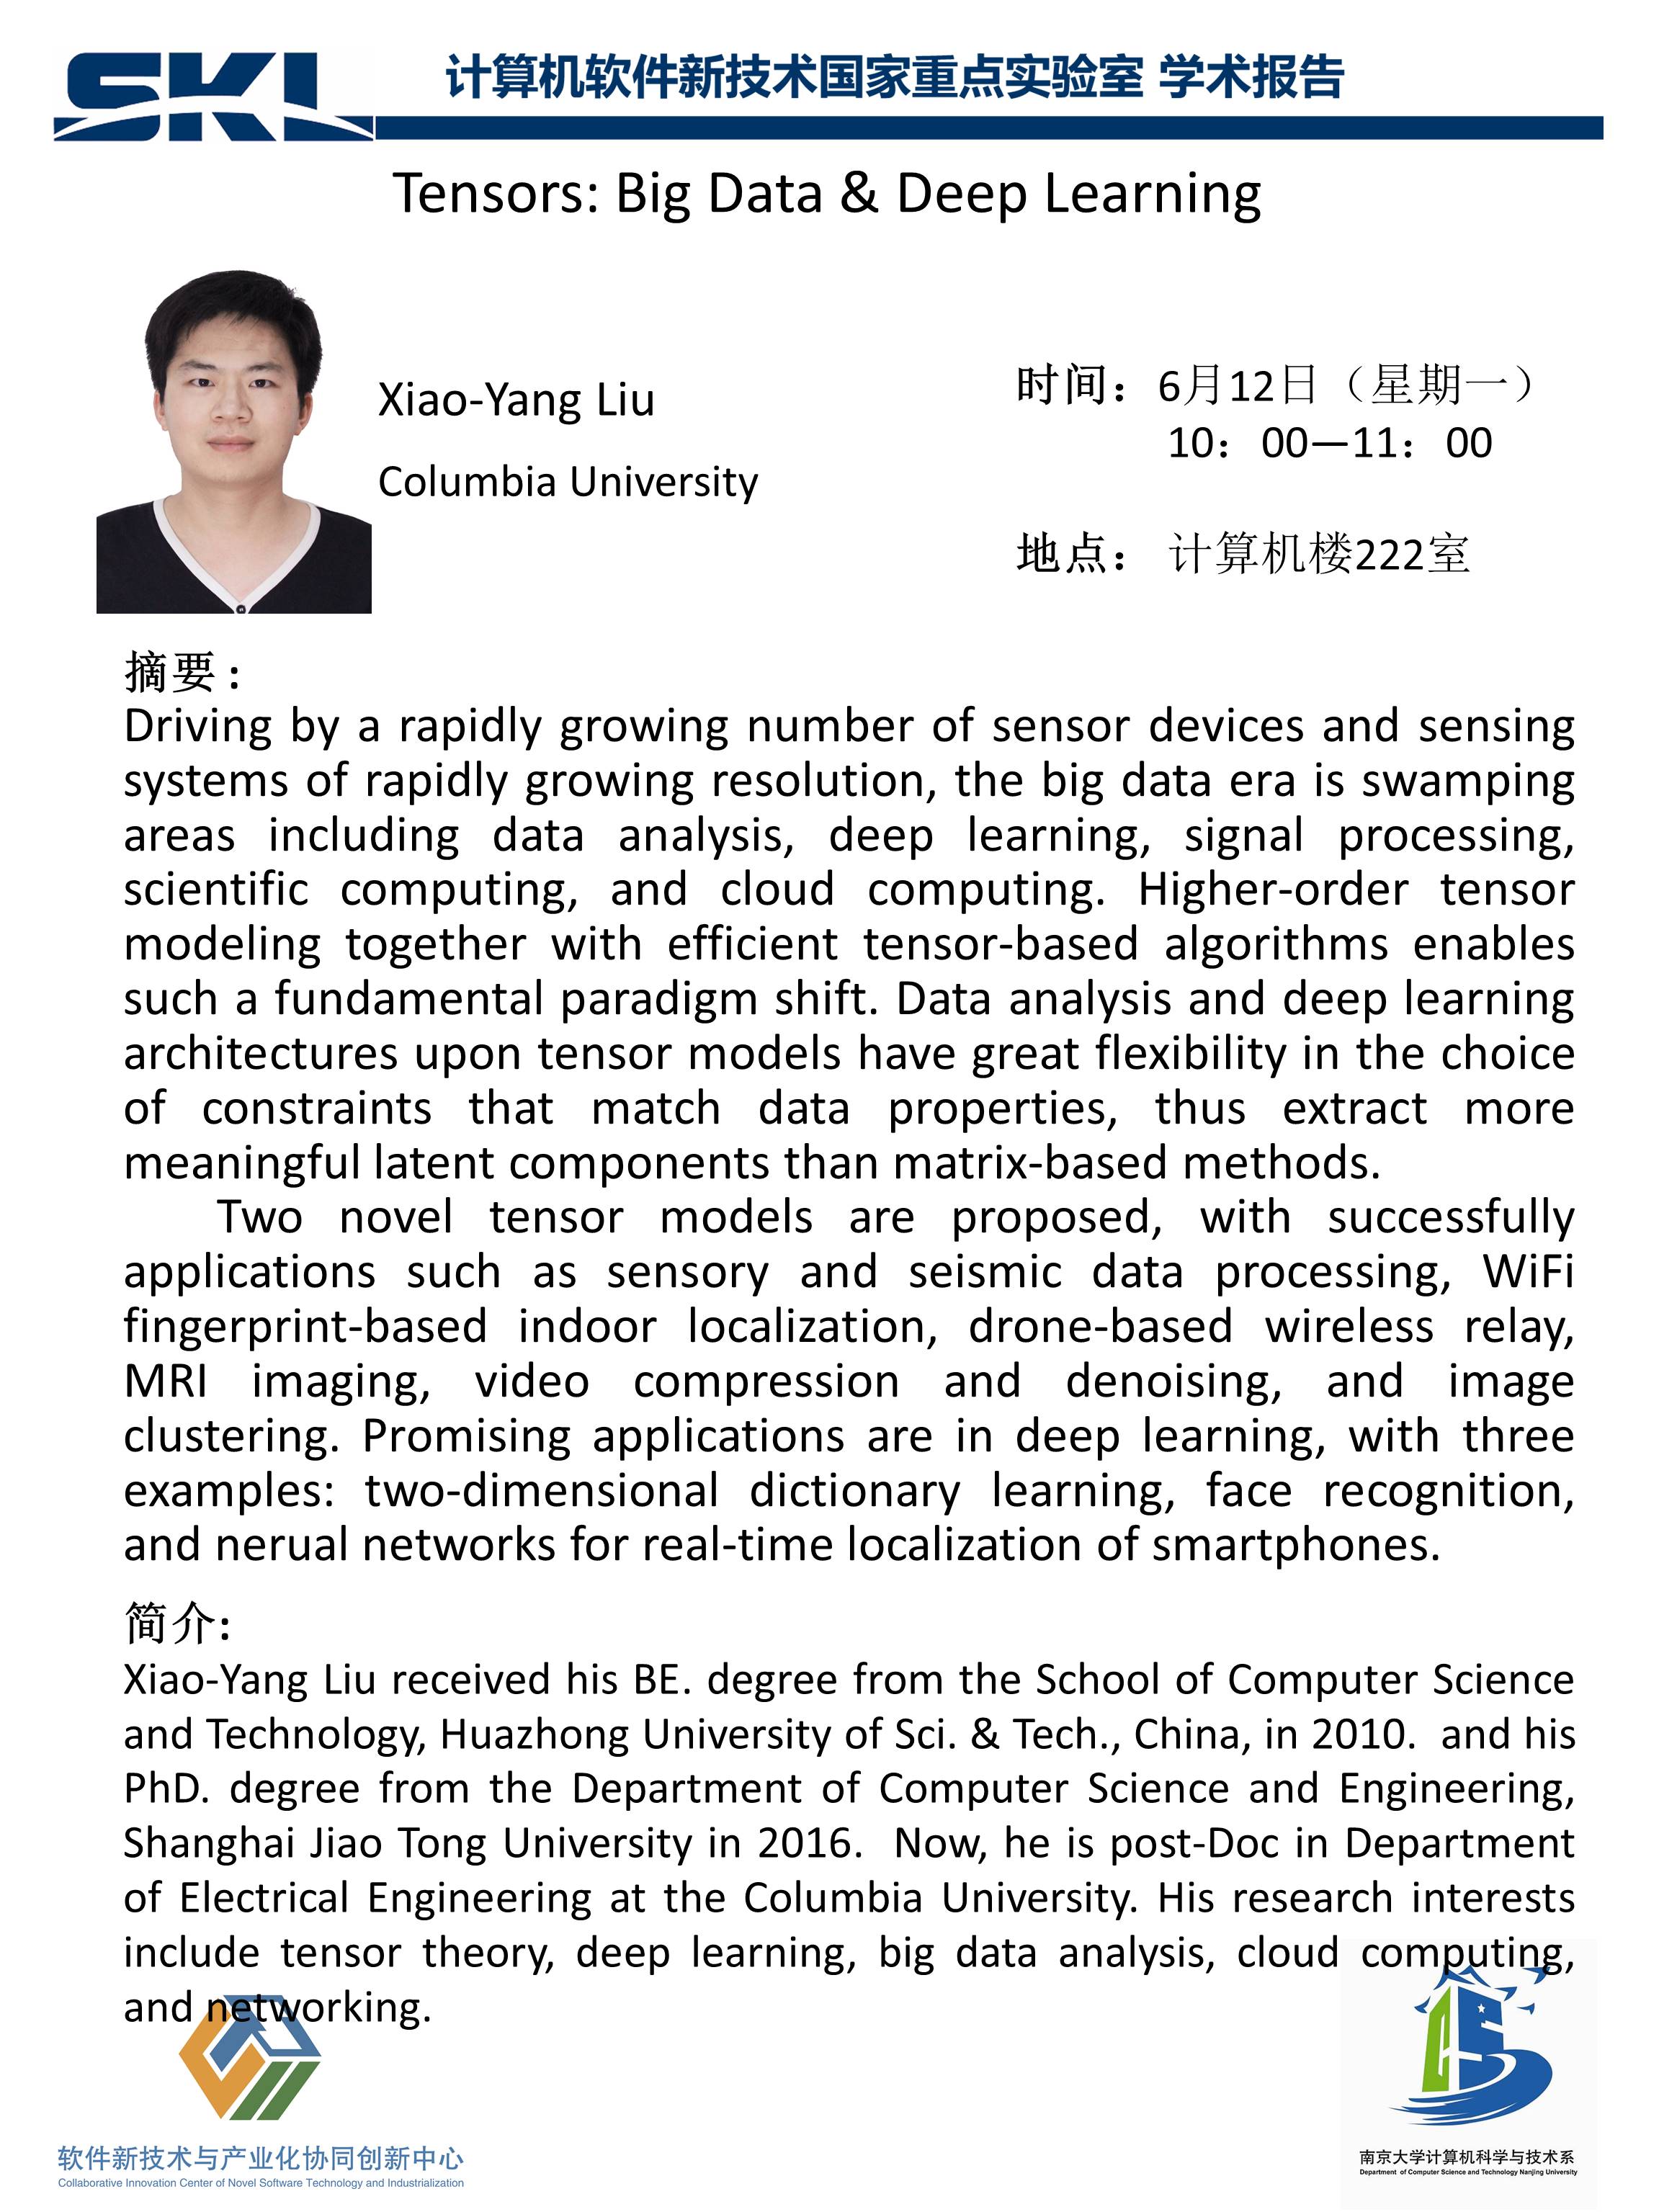 SKL
计算机软件新技术国家重点实验室 学术报告
Tensors: Big Data & Deep Learning
Xiao-Yang Liu
Columbia University
时间：6月12日（星期一）
10：00—11：00
地点： 计算机楼222室
摘要：
Driving by a rapidly growing number of sensor devices and sensing
systems of rapidly growing resolution, the big data era is swamping
areas including data analysis, deep learning, signal processing,
scientific computing, and cloud computing. Higher-order tensor
modeling together with efficient tensor-based algorithms enables
such a fundamental paradigm shift. Data analysis and deep learning
architectures upon tensor models have great flexibility in the choice
of constraints that match data properties, thus extract more
meaningful latent components than matrix-based methods.
Two novel tensor models are proposed, with successfully
applications such as sensory and seismic data processing, WiFi
fingerprint-based indoor localization, drone-based wireless relay,
MRI imaging, video compression and denoising, and image
clustering. Promising applications are in deep learning, with three
examples: two-dimensional dictionary learning, face recognition,
and nerual networks for real-time localization of smartphones.
简介:
Xiao-Yang Liu received his BE. degree from the School of Computer Science
and Technology, Huazhong University of Sci. & Tech., China, in 2010.  and his
PhD. degree from the Department of Computer Science and Engineering,
Shanghai Jiao Tong University in 2016.  Now, he is post-Doc in Department
of Electrical Engineering at the Columbia University. His research interests
include tensor theory, deep learning, big data analysis, cloud computing,
and networking.
软件新技术与产业化协同创新中心
Collaborative Innovation Center of Novel Software Technology and Industrialization
南京大学计算机科学与技术系
Department of Computer Science and Technology Nanjing University